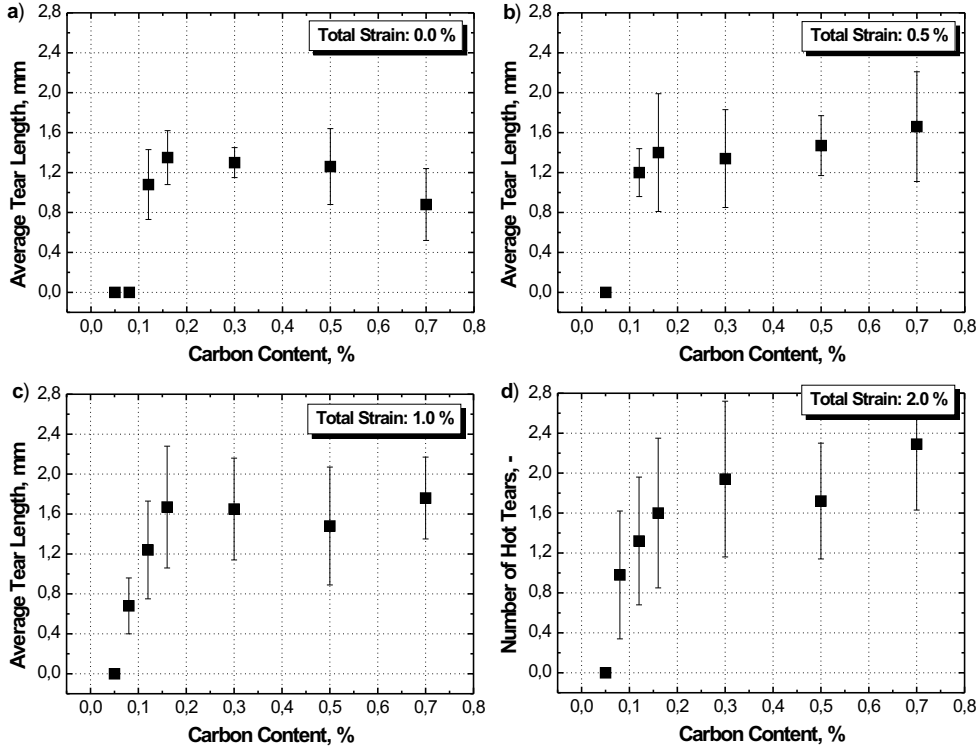 a)
Total Strain: 0.0 %
Average Tear Length, mm
2,8
2,4
2,0
1,6
1,2
0,8
0,4
0,0
0,0 0,1 0,2 0,3 0,4 0,5 0,6 0,7 0,8
Carbon Content, %
b)
Total Strain: 0.5 %
Average Tear Length, mm
2,8
2,4
2,0
1,6
1,2
0,8
0,4
0,0
0,0 0,1 0,2 0,3 0,4 0,5 0,6 0,7 0,8
Carbon Content, %
c)
Total Strain: 1.0 %
Average Tear Length, mm
2,8
2,4
2,0
1,6
1,2
0,8
0,4
0,0
0,0 0,1 0,2 0,3 0,4 0,5 0,6 0,7 0,8
Carbon Content, %
d)
Total Strain: 2.0 %
Number of Hot Tears, -
2,8
2,4
2,0
1,6
1,2
0,8
0,4
0,0
0,0 0,1 0,2 0,3 0,4 0,5 0,6 0,7 0,8
Carbon Content, %